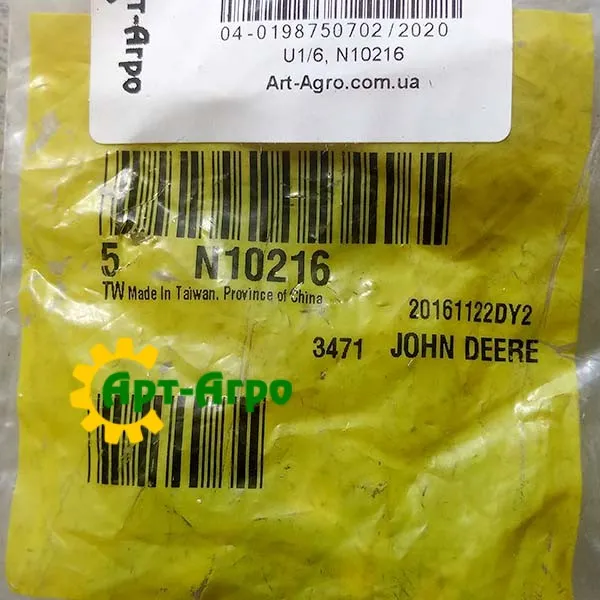 Арт-Агро
04-0198750702/2020
U1/6, N10216
Art-Agro.com.ua
5 N10216
TW Made In Taiwan. Province of China
20161122DY2
3471 JOHN DEERE
Арт-Агро